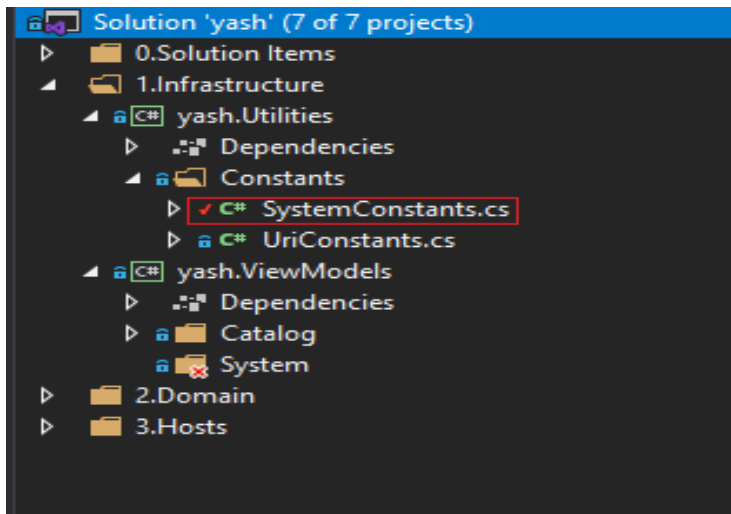 Solution 'yash' (7 of 7 projects)
0.Solution Items
1.Infrastructure
C# yash.Utilities
Dependencies
Constants
C# SystemConstants.cs
C# UriConstants.cs
C# yash.ViewModels
Dependencies
Catalog
System
2.Domain
3.Hosts